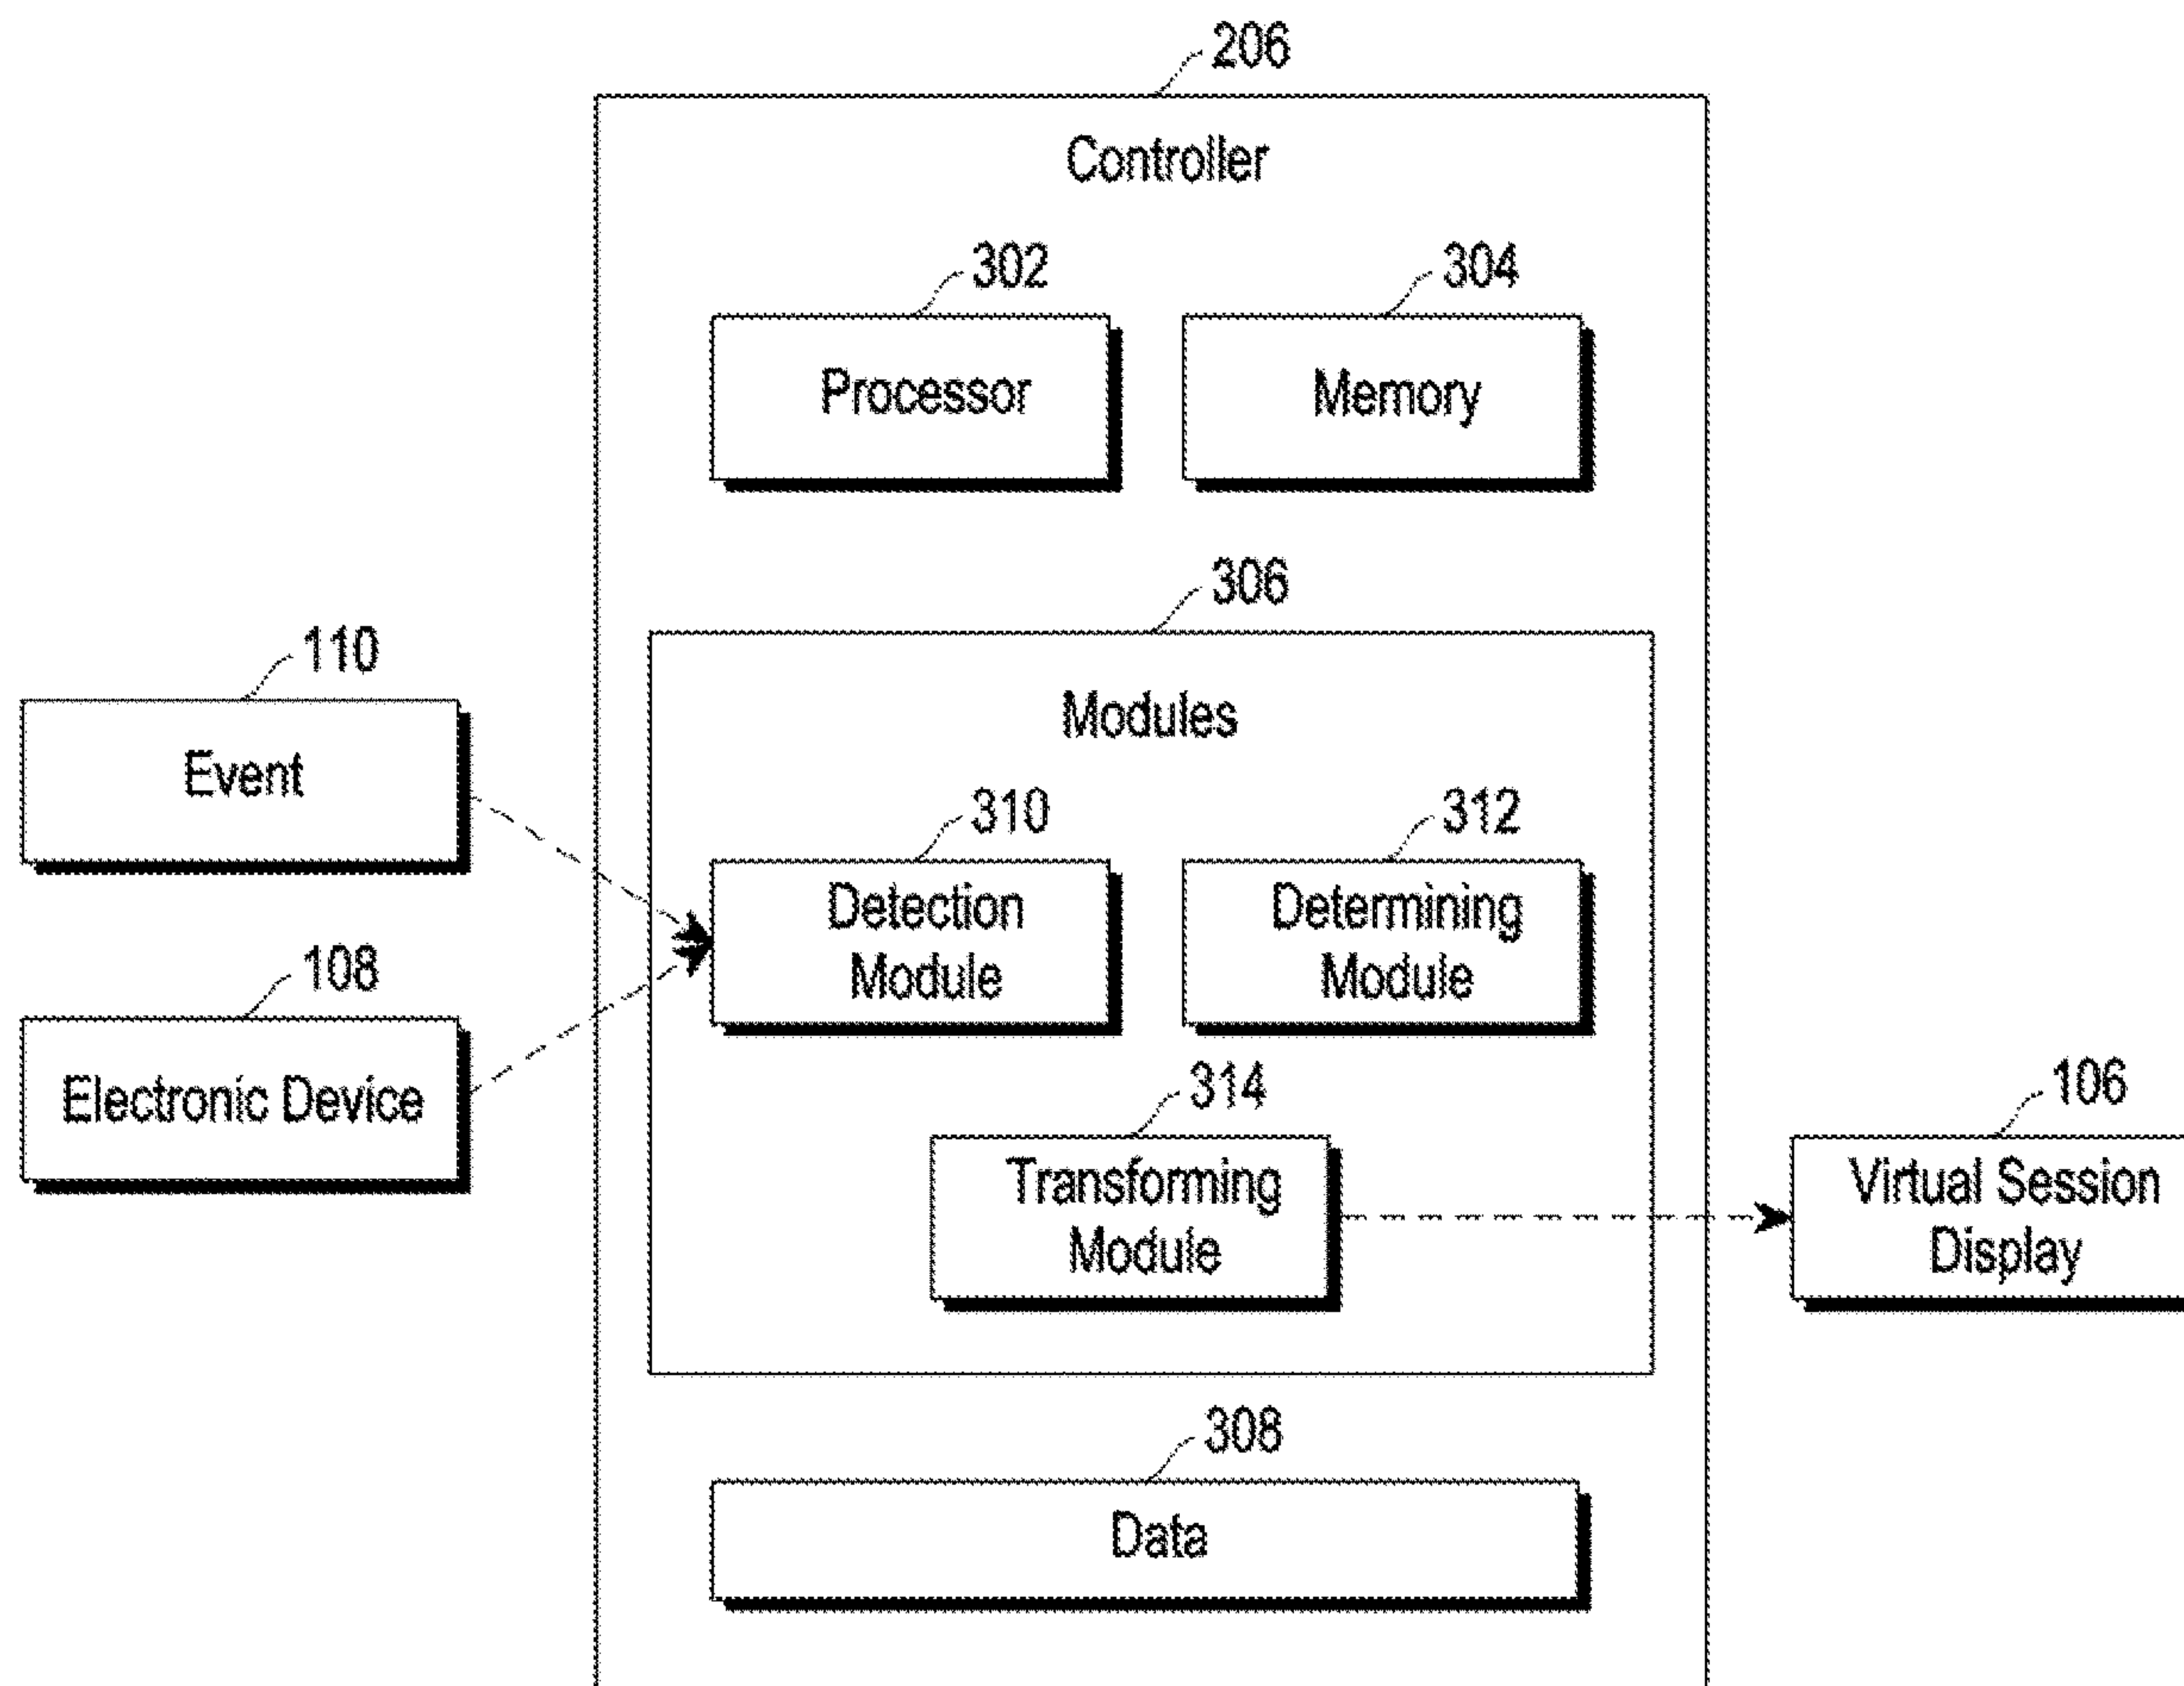 206
Controller
302
304
Processor
Memory
306
110
Modules
Event
310
312
Detection
Module
Determining
Module
108
Electronic Device
314
106
Transforming
Module
Virtual Session
Display
308
Data